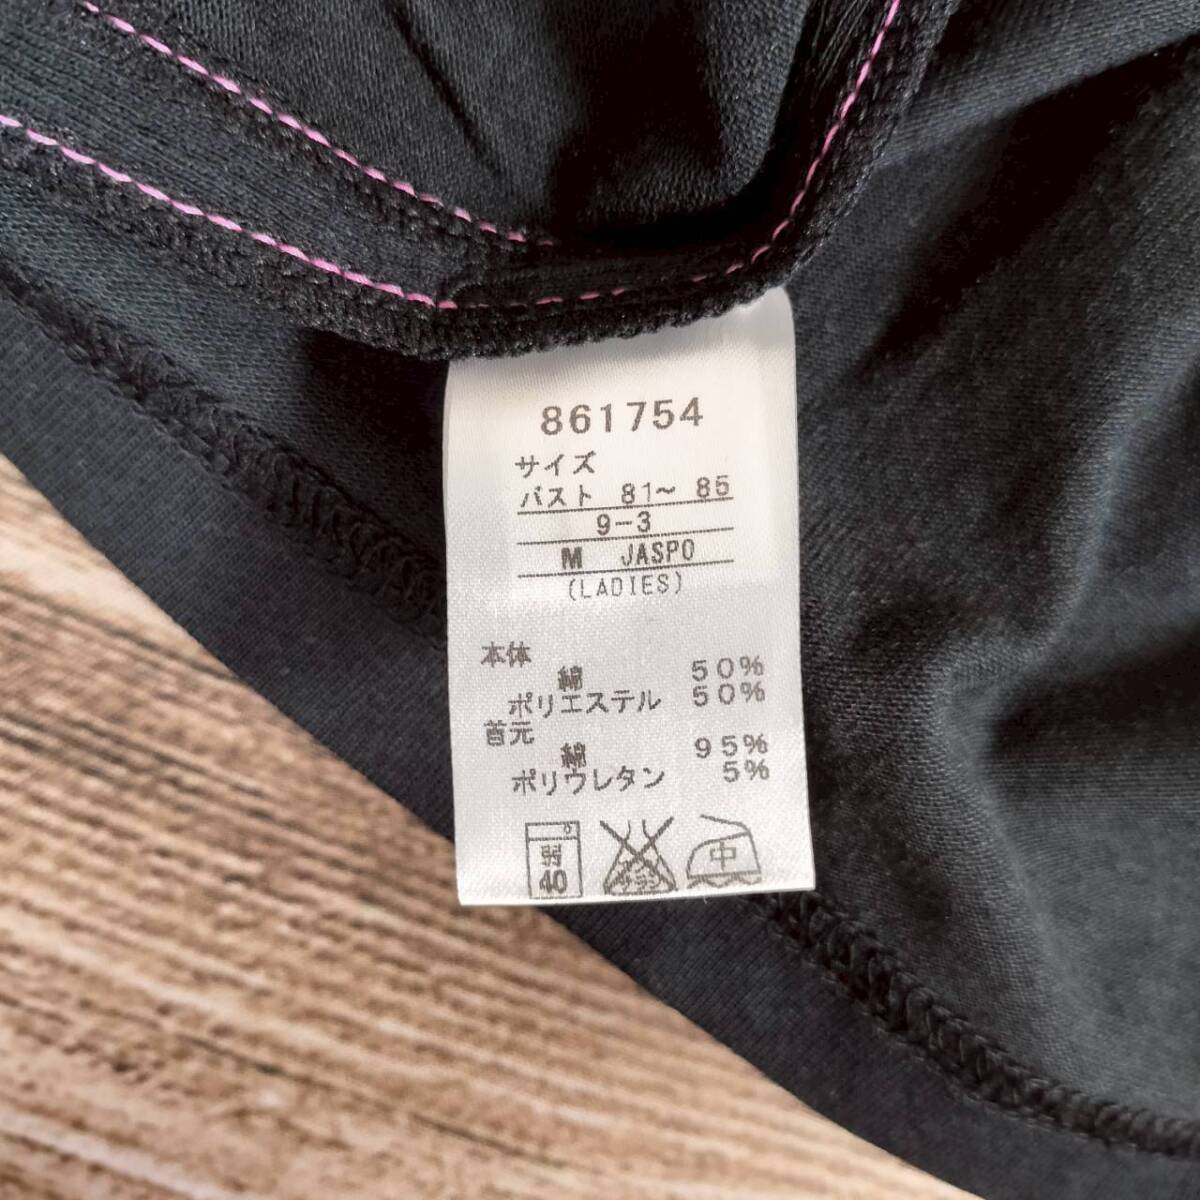 861754
サイズ
バスト 81～ 85
9-3
M JASPO
(LADIES)
本体
綿 50%
ポリエステル 50%
首元
綿 95%
ポリウレタン 5%
弱 中
40